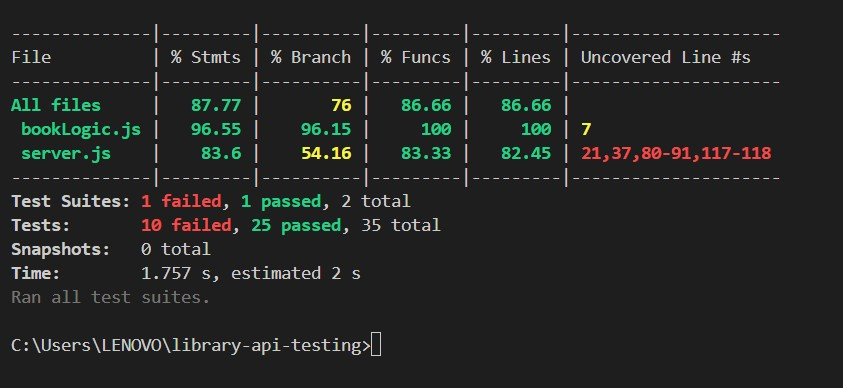 --------------|---------|----------|---------|---------|---------------------
File          | % Stmts | % Branch | % Funcs | % Lines | Uncovered Line #s
--------------|---------|----------|---------|---------|---------------------
All files     |   87.77 |       76 |   86.66 |   86.66 |
 bookLogic.js |   96.55 |    96.15 |     100 |     100 | 7
 server.js    |    83.6 |    54.16 |   83.33 |   82.45 | 21,37,80-91,117-118
--------------|---------|----------|---------|---------|---------------------
Test Suites: 1 failed, 1 passed, 2 total
Tests:       10 failed, 25 passed, 35 total
Snapshots:   0 total
Time:        1.757 s, estimated 2 s
Ran all test suites.
C:\Users\LENOVO\library-api-testing>